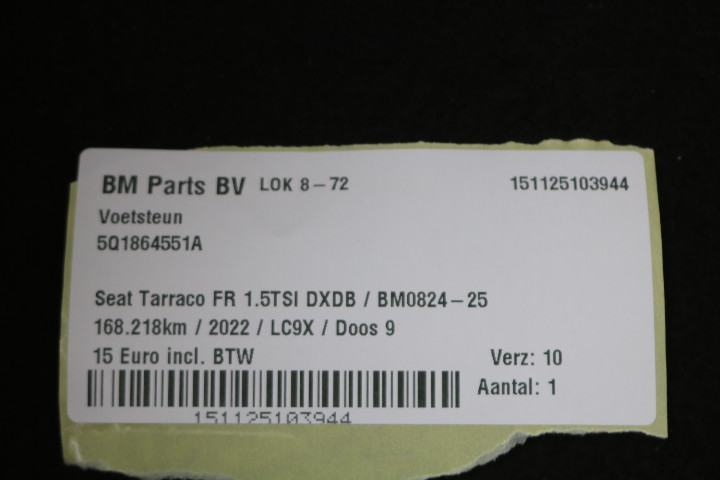 BM Parts BV LOK 8-72 151125103944
Voetsteun
5Q1864551A
Seat Tarraco FR 1.5TSI DXDB / BM0824-25
168.218km / 2022 / LC9X / Doos 9
15 Euro incl. BTW Verz: 10
Aantal: 1
151125103944